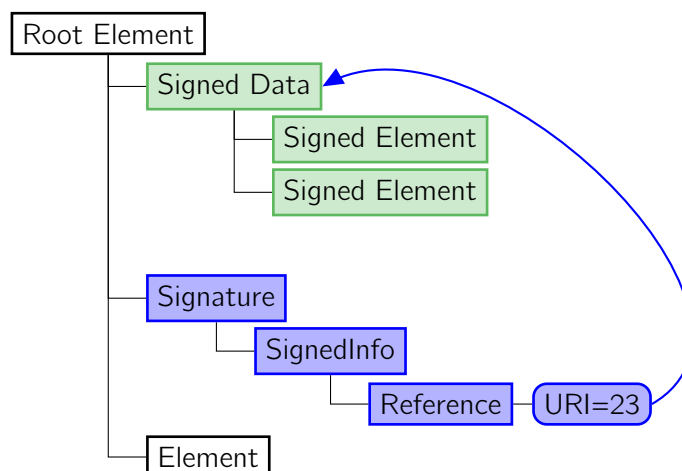 Root Element
Signed Data
Signed Element
Signed Element
Signature
SignedInfo
Reference
URI=23
Element